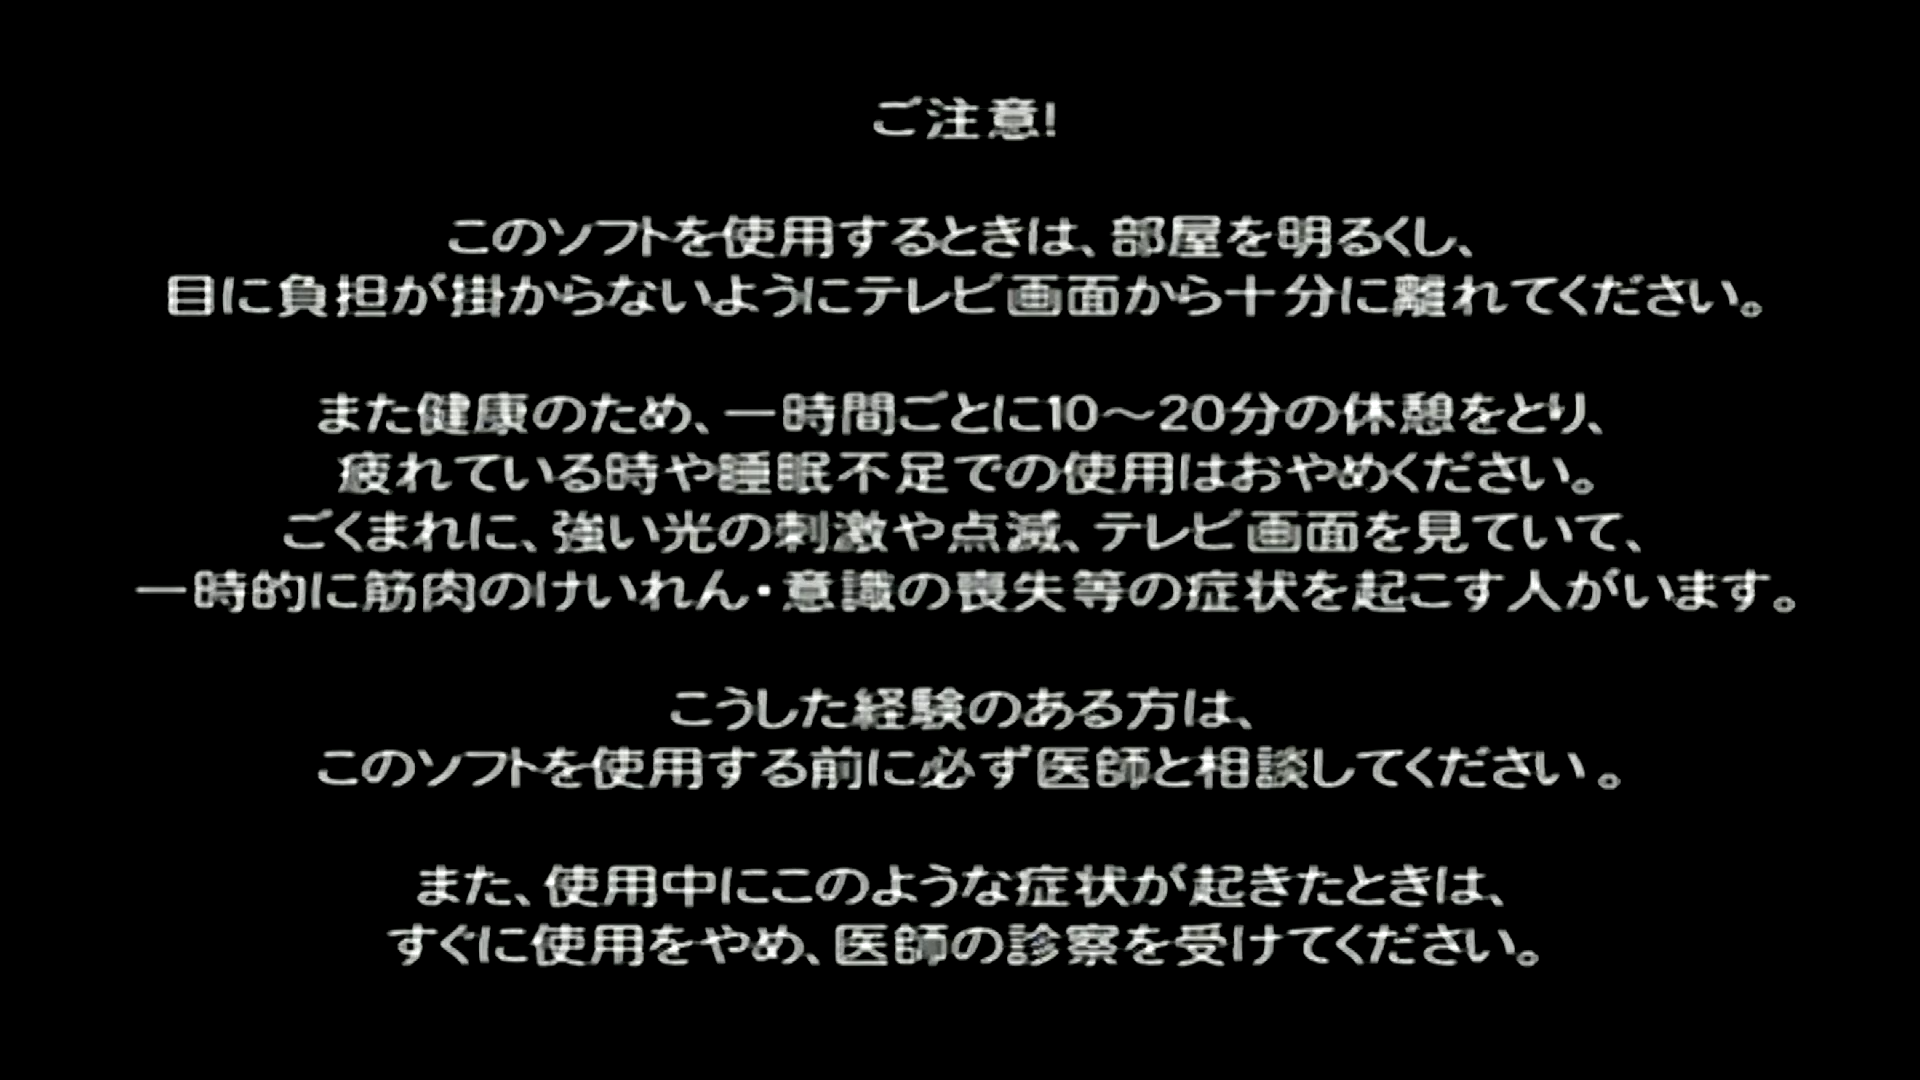 ご注意!
このソフトを使用するときは、部屋を明るくし、
目に負担が掛からないようにテレビ画面から十分に離れてください。
また健康のため、一時間ごとに10～20分の休憩をとり、
疲れている時や睡眠不足での使用はおやめください。
ごくまれに、強い光の刺激や点滅、テレビ画面を見ていて、
一時的に筋肉のけいれん・意識の喪失等の症状を起こす人がいます。
こうした経験のある方は、
このソフトを使用する前に必ず医師と相談してください。
また、使用中にこのような症状が起きたときは、
すぐに使用をやめ、医師の診察を受けてください。